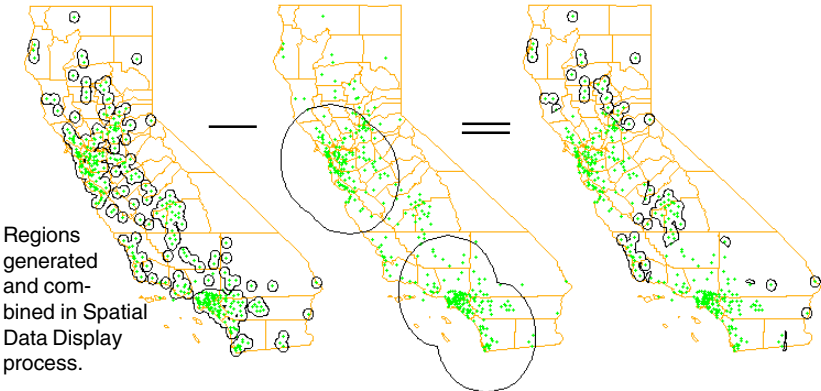 Regions
generated
and com-
bined in Spatial
Data Display
process.